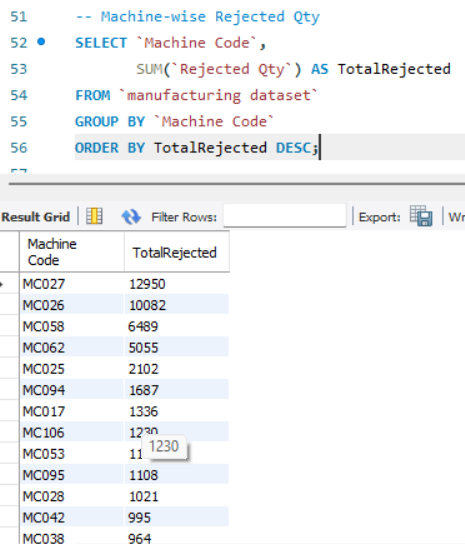 51 -- Machine-wise Rejected Qty
52 SELECT `Machine Code`,
53 SUM(`Rejected Qty`) AS TotalRejected
54 FROM `manufacturing dataset`
55 GROUP BY `Machine Code`
56 ORDER BY TotalRejected DESC;
Result Grid Filter Rows: Export:
Machine
Code TotalRejected
MC027 12950
MC026 10082
MC058 6489
MC062 5055
MC025 2102
MC094 1687
MC017 1336
MC106 1230
1230
MC053
MC095 1108
MC028 1021
MC042 995
MC038 964